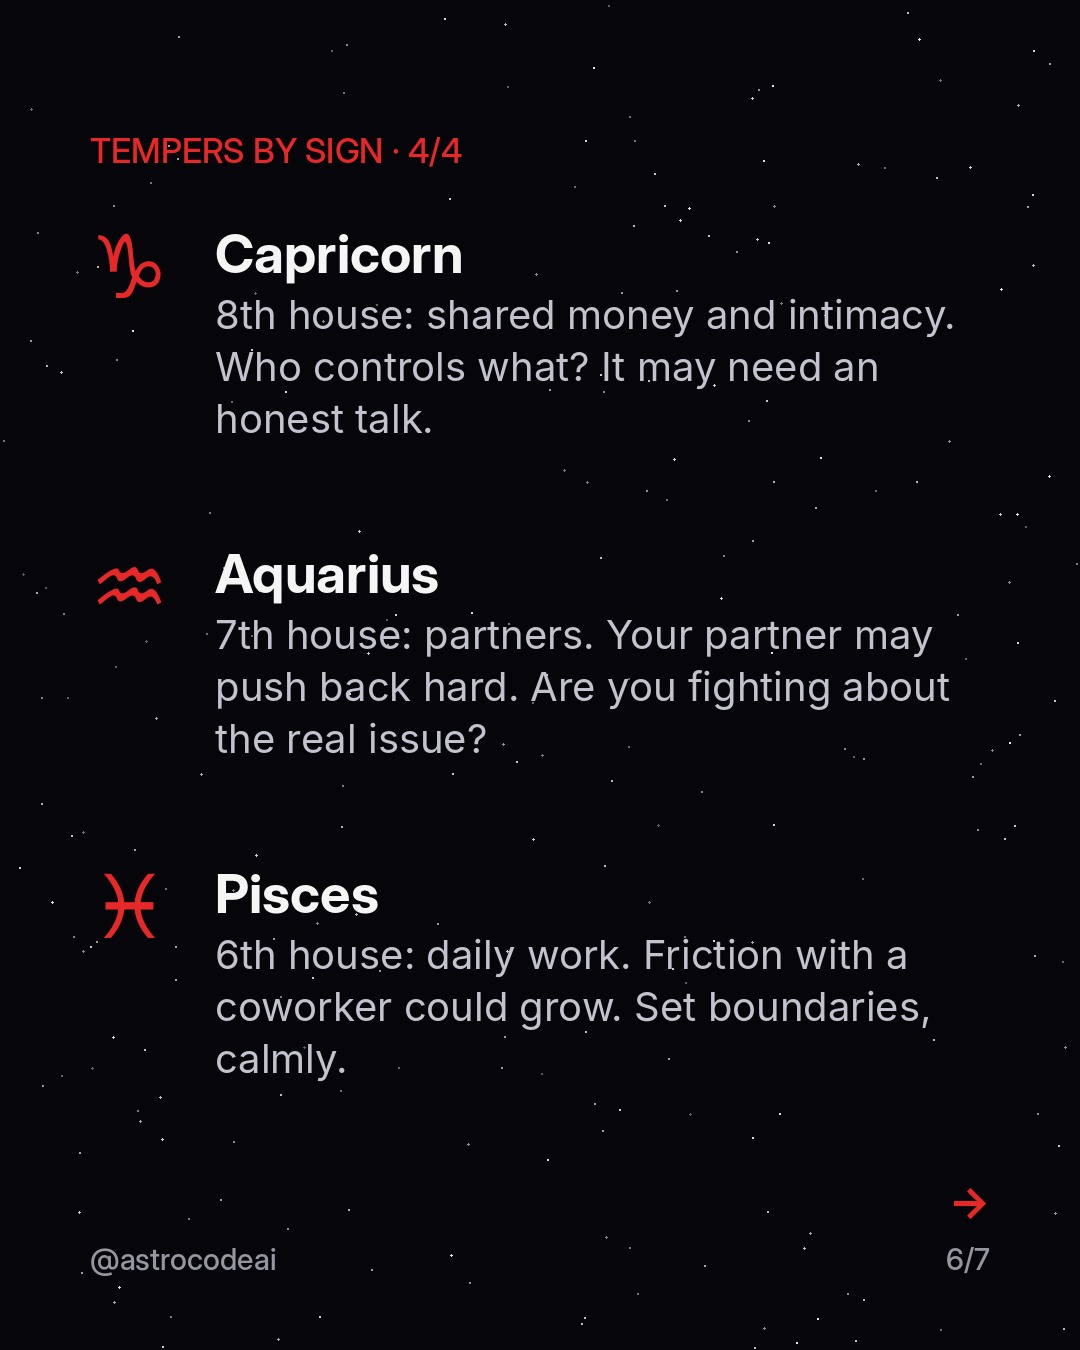 TEMPERS BY SIGN · 4/4
♑ Capricorn
8th house: shared money and intimacy.
Who controls what? It may need an
honest talk.
♒ Aquarius
7th house: partners. Your partner may
push back hard. Are you fighting about
the real issue?
♓ Pisces
6th house: daily work. Friction with a
coworker could grow. Set boundaries,
calmly.
→
@astrocodeai
6/7